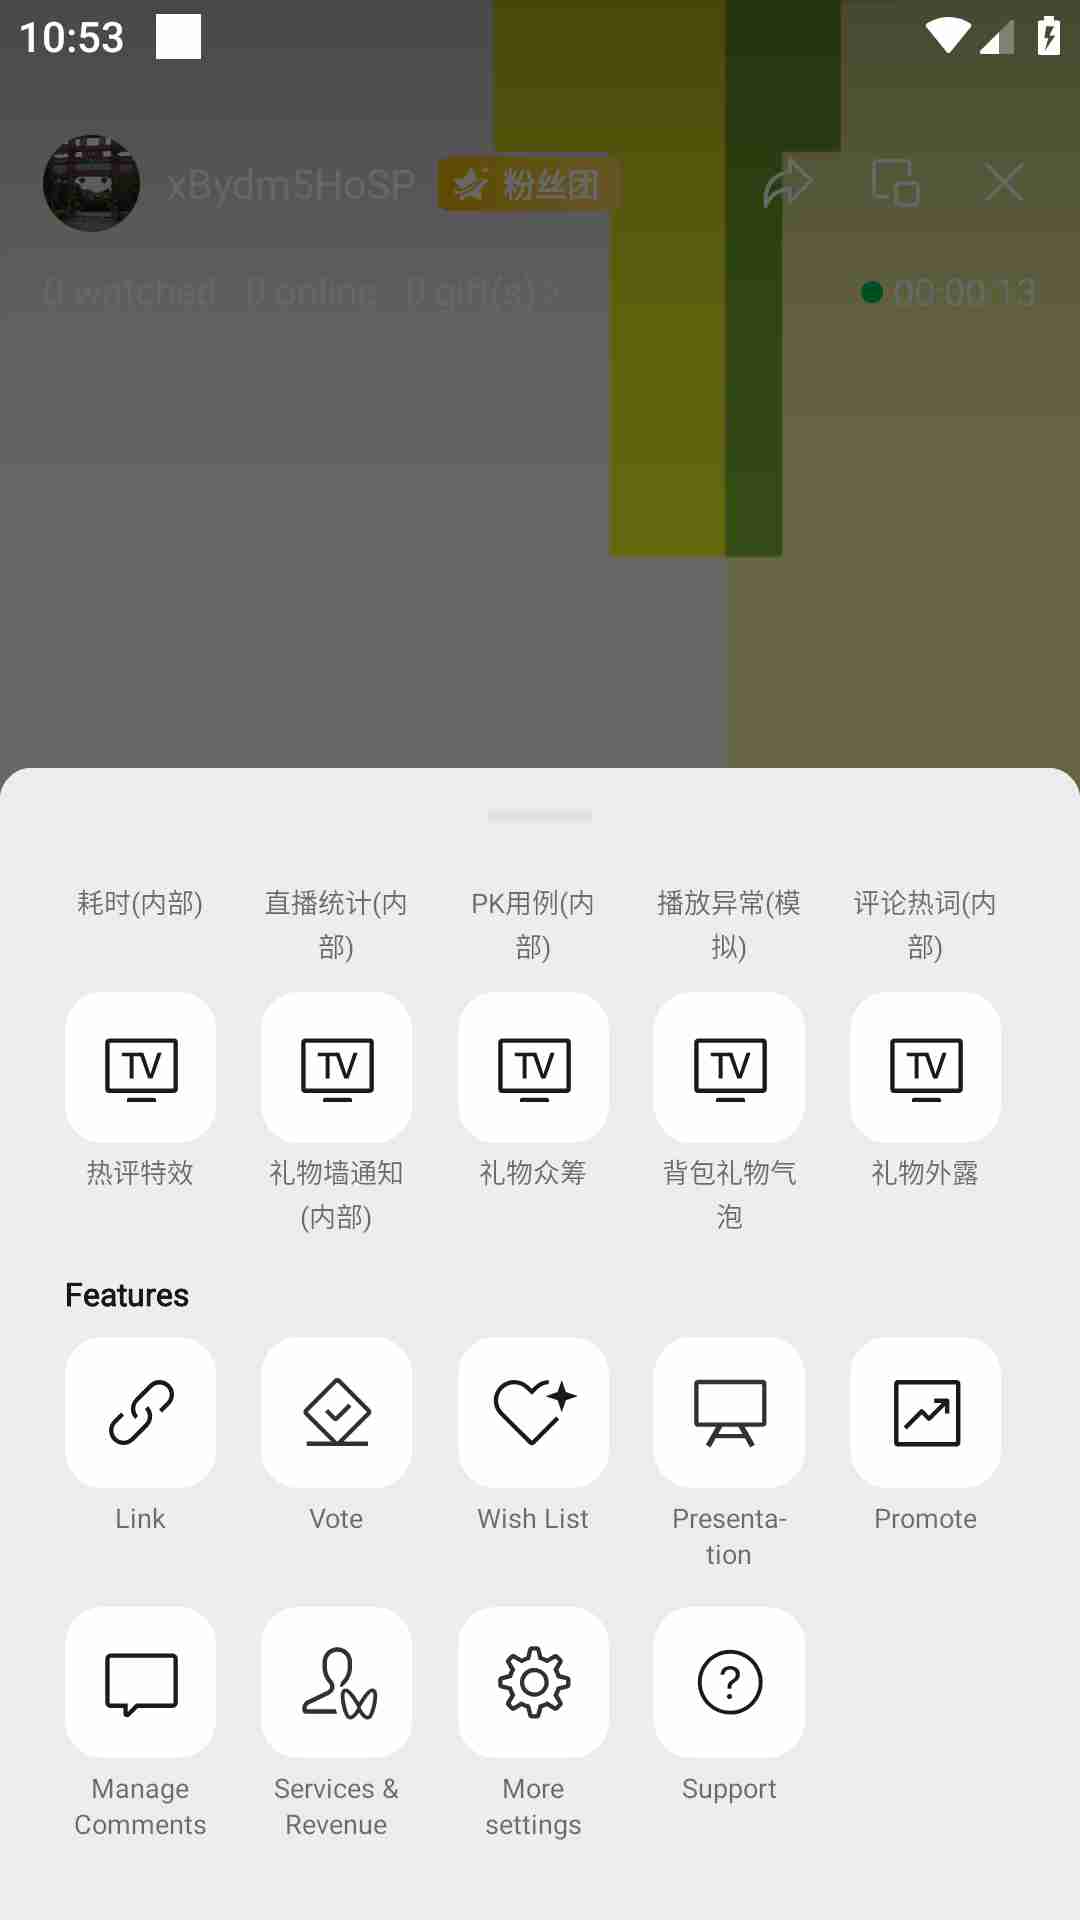 10:53
xBydm5HoSP 粉丝团
0 watched 0 online 0 gift(s) >
00:00:13
耗时(内部)
直播统计(内
部)
PK用例(内
部)
播放异常(模
拟)
评论热词(内
部)
TV
TV
TV
TV
TV
热评特效
礼物墙通知
(内部)
礼物众筹
背包礼物气
泡
礼物外露
Features
Link
Vote
Wish List
Presenta-
tion
Promote
Manage
Comments
Services &
Revenue
More
settings
Support